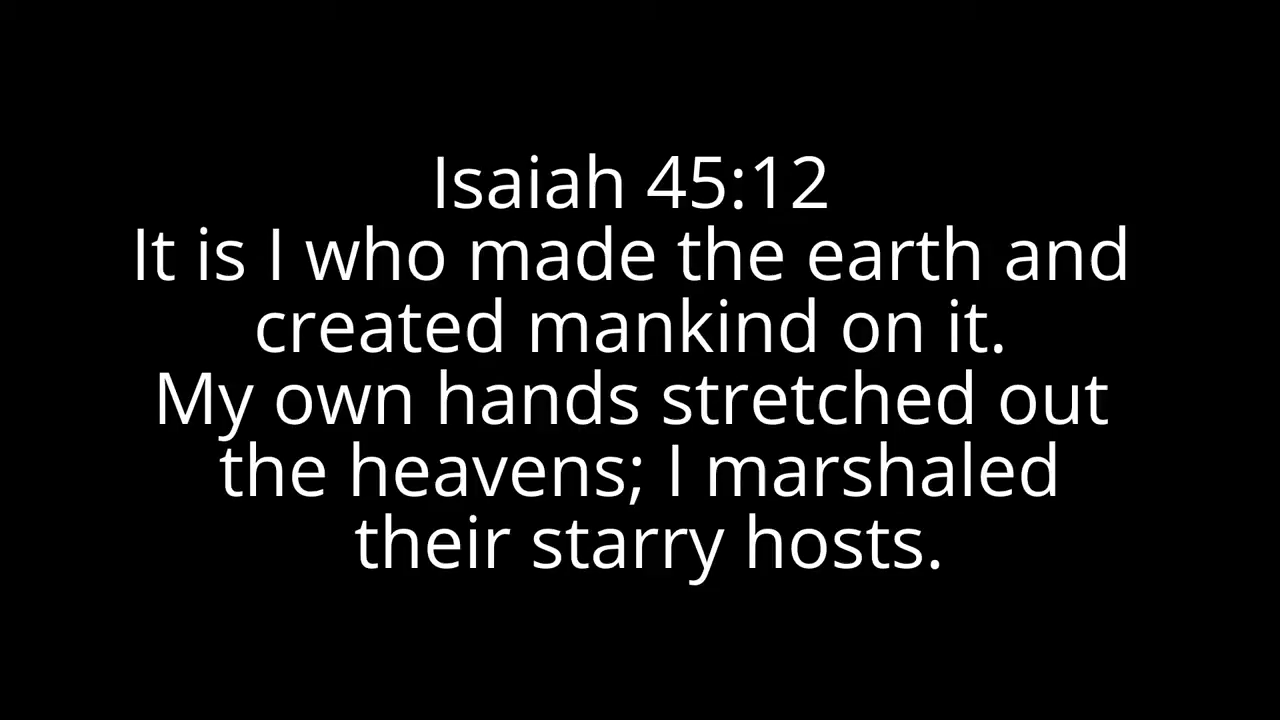 Isaiah 45:12
It is I who made the earth and
created mankind on it.
My own hands stretched out
the heavens; I marshaled
their starry hosts.